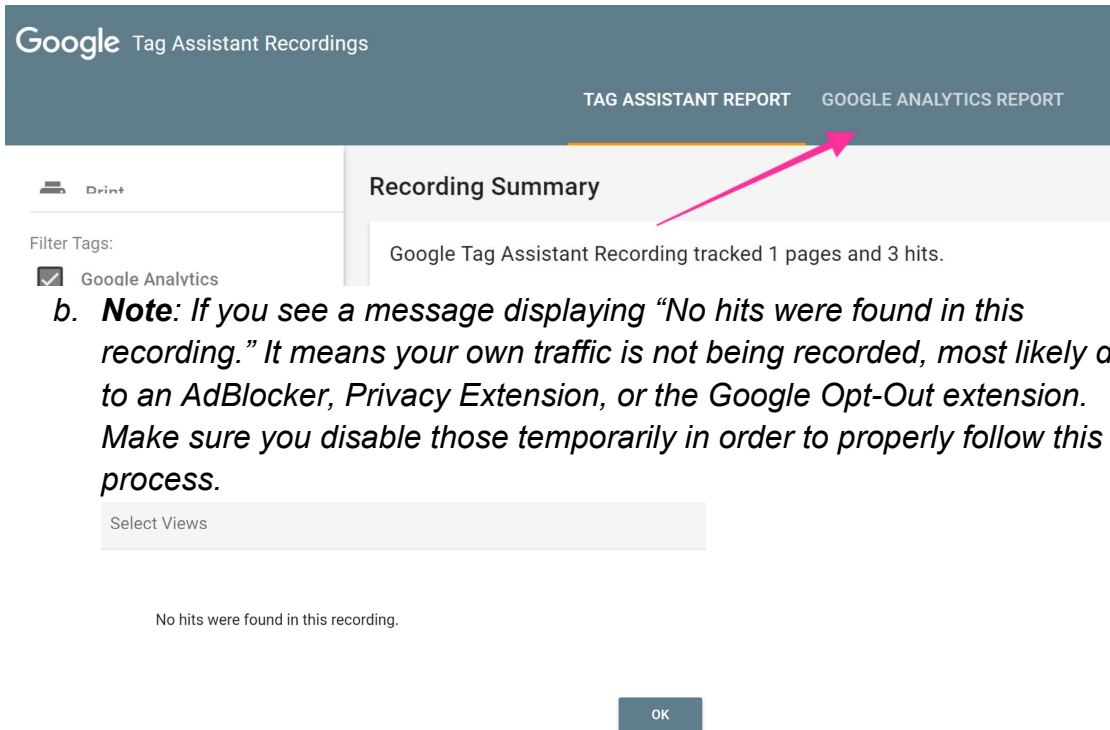 Google Tag Assistant Recordings
TAG ASSISTANT REPORT GOOGLE ANALYTICS REPORT
Print
Recording Summary
Filter Tags:
Google Tag Assistant Recording tracked 1 pages and 3 hits.
Google Analytics
b. Note: If you see a message displaying “No hits were found in this
recording.” It means your own traffic is not being recorded, most likely
to an AdBlocker, Privacy Extension, or the Google Opt-Out extension.
Make sure you disable those temporarily in order to properly follow this
process.
Select Views
No hits were found in this recording.
OK